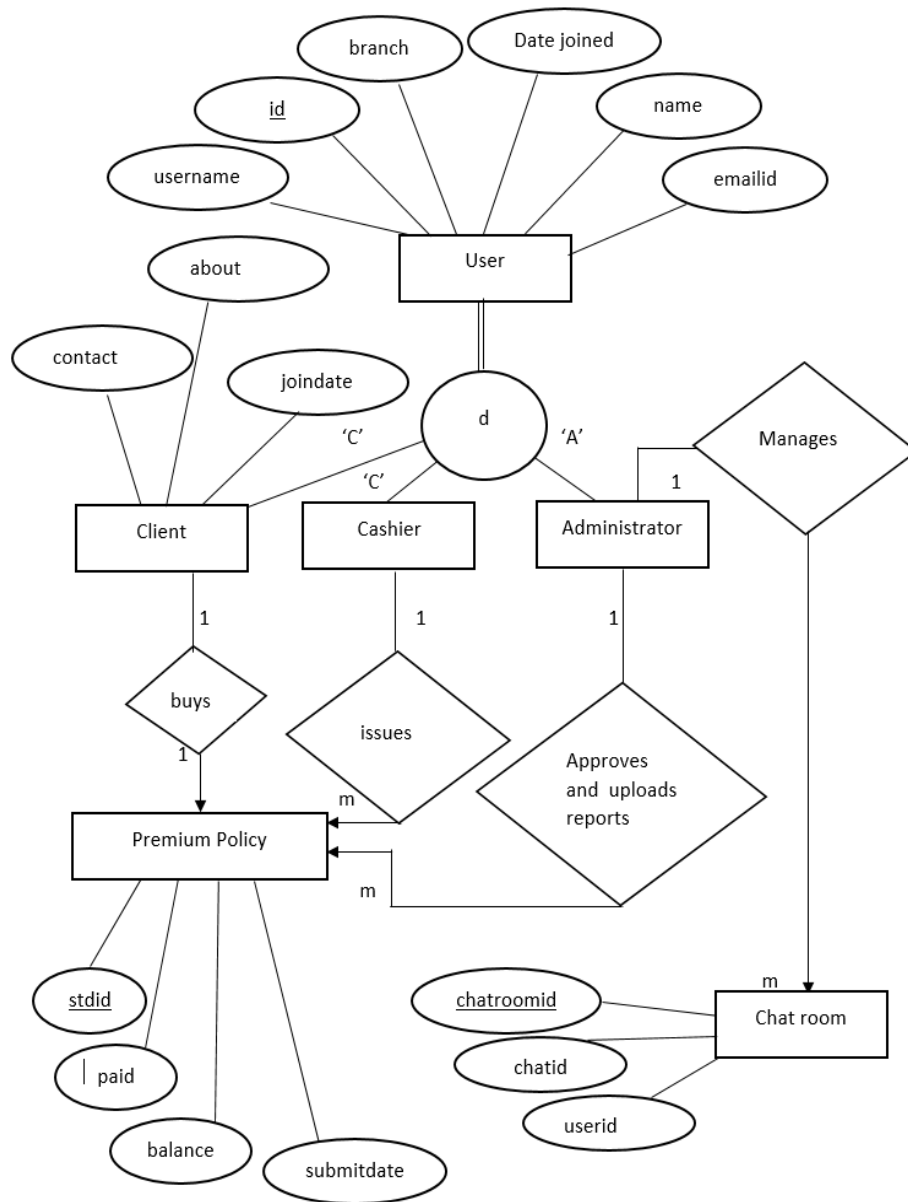 Date joined
branch
id
name
username
emailid
User
about
contact
joindate
d
'C'
'A'
Manages
'C'
1
Client
Cashier
Administrator
1
1
1
buys
issues
1
Approves
and uploads
reports
m
Premium Policy
m
m
stdid
chatroomid
Chat room
chatid
paid
userid
balance
submitdate